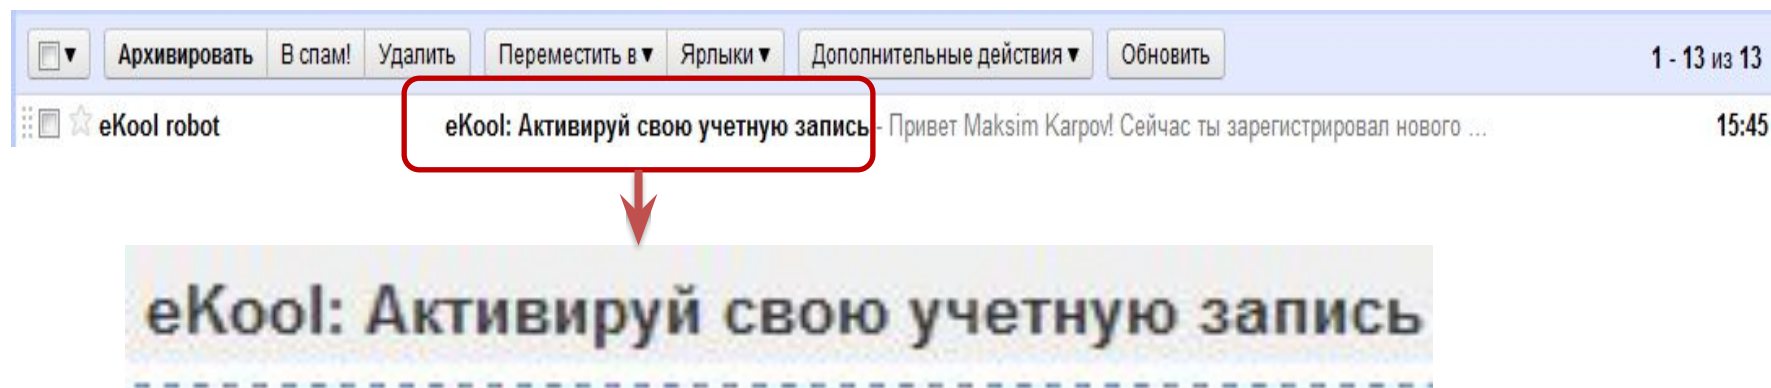 Архивировать В спам! Удалить Переместить в▼ Ярлыки▼ Дополнительные действия▼ Обновить 1 - 13 из 13
eKool robot eKool: Активируй свою учетную запись - Привет Maksim Karpov! Сейчас ты зарегистрировал нового ... 15:45
eKool: Активируй свою учетную запись